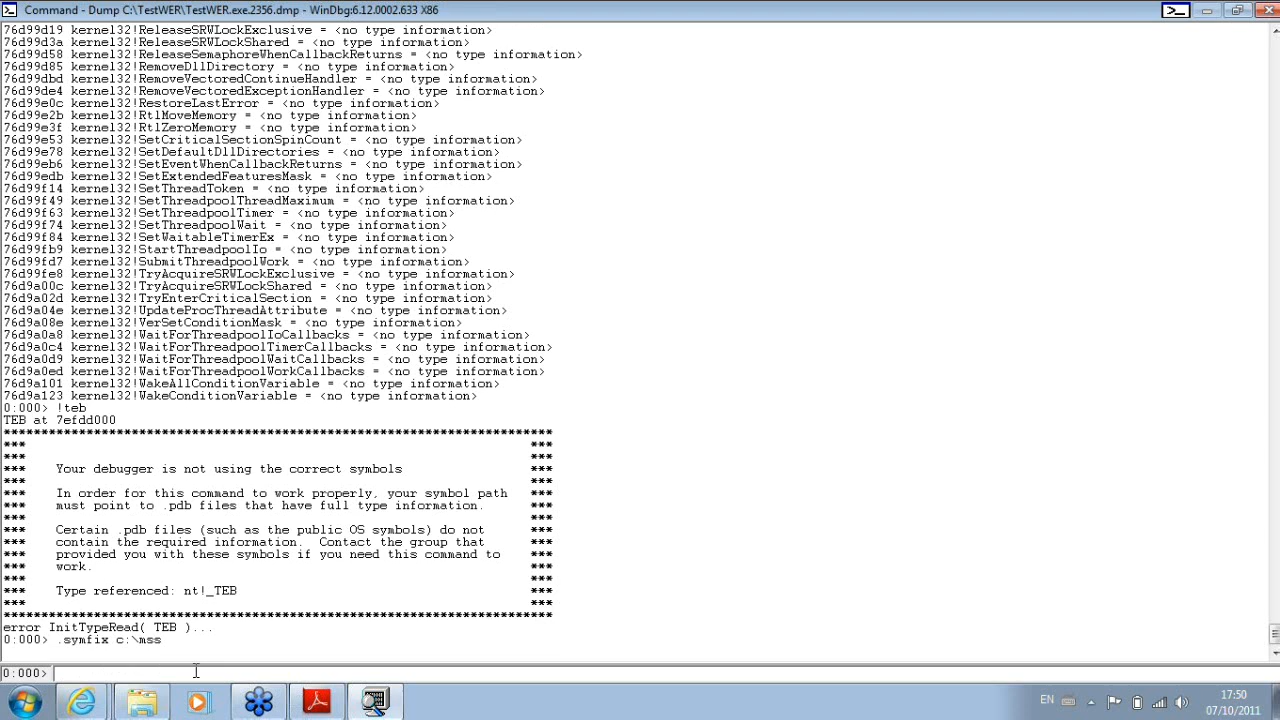 Command - Dump C:\TestWER\TestWER.exe.2356.dmp - WinDbg:6.12.0002.633 X86
76d99d19 kernel32!ReleaseSRWLockExclusive = <no type information>
76d99d3a kernel32!ReleaseSRWLockShared = <no type information>
76d99d58 kernel32!ReleaseSemaphoreWhenCallbackReturns = <no type information>
76d99d85 kernel32!RemoveDllDirectory = <no type information>
76d99dbd kernel32!RemoveVectoredContinueHandler = <no type information>
76d99de4 kernel32!RemoveVectoredExceptionHandler = <no type information>
76d99e0c kernel32!RestoreLastError = <no type information>
76d99e2b kernel32!RtlMoveMemory = <no type information>
76d99e3f kernel32!RtlZeroMemory = <no type information>
76d99e53 kernel32!SetCriticalSectionSpinCount = <no type information>
76d99e78 kernel32!SetDefaultDllDirectories = <no type information>
76d99eb6 kernel32!SetEventWhenCallbackReturns = <no type information>
76d99edb kernel32!SetExtendedFeaturesMask = <no type information>
76d99f14 kernel32!SetThreadToken = <no type information>
76d99f49 kernel32!SetThreadpoolThreadMaximum = <no type information>
76d99f63 kernel32!SetThreadpoolTimer = <no type information>
76d99f74 kernel32!SetThreadpoolWait = <no type information>
76d99f84 kernel32!SetWaitableTimerEx = <no type information>
76d99fb9 kernel32!StartThreadpoolIo = <no type information>
76d99fd7 kernel32!SubmitThreadpoolWork = <no type information>
76d99fe8 kernel32!TryAcquireSRWLockExclusive = <no type information>
76d9a00c kernel32!TryAcquireSRWLockShared = <no type information>
76d9a02d kernel32!TryEnterCriticalSection = <no type information>
76d9a04e kernel32!UpdateProcThreadAttribute = <no type information>
76d9a08e kernel32!VerSetConditionMask = <no type information>
76d9a0a8 kernel32!WaitForThreadpoolIoCallbacks = <no type information>
76d9a0c4 kernel32!WaitForThreadpoolTimerCallbacks = <no type information>
76d9a0d9 kernel32!WaitForThreadpoolWaitCallbacks = <no type information>
76d9a0ed kernel32!WaitForThreadpoolWorkCallbacks = <no type information>
76d9a101 kernel32!WakeAllConditionVariable = <no type information>
76d9a123 kernel32!WakeConditionVariable = <no type information>
0:000> !teb
TEB at 7efdd000
*************************************************************************
***                                                                   ***
***                                                                   ***
***    Your debugger is not using the correct symbols                 ***
***                                                                   ***
***    In order for this command to work properly, your symbol path   ***
***    must point to .pdb files that have full type information.      ***
***                                                                   ***
***    Certain .pdb files (such as the public OS symbols) do not      ***
***    contain the required information.  Contact the group that      ***
***    provided you with these symbols if you need this command to    ***
***    work.                                                          ***
***                                                                   ***
***    Type referenced: nt!_TEB                                       ***
***                                                                   ***
*************************************************************************
error InitTypeRead( TEB )...
0:000> .symfix c:\mss
0:000>
EN
17:50
07/10/2011